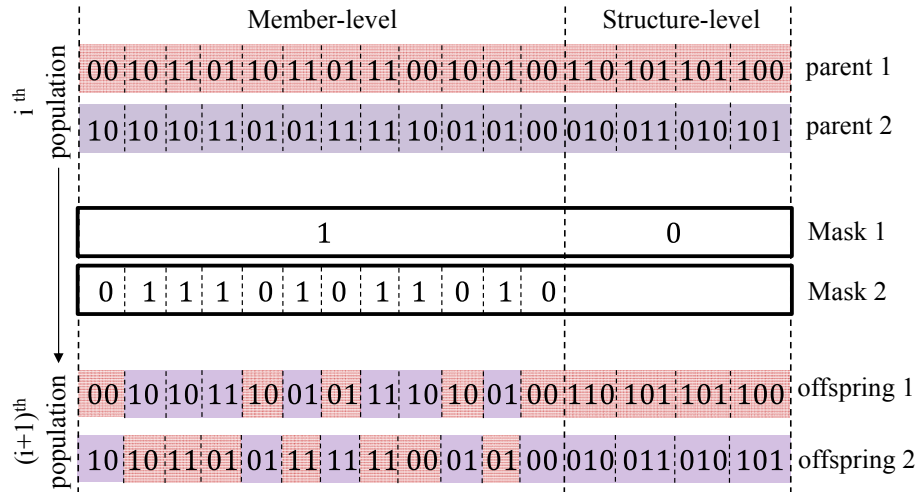 Member-level Structure-level
00 10 11 01 10 11 01 11 00 10 01 00 110 101 101 100 parent 1
10 10 10 11 01 01 11 11 10 01 01 00 010 011 010 101 parent 2
i th population
1 0 Mask 1
0 1 1 1 0 1 0 1 1 0 1 0 Mask 2
00 10 10 11 10 01 01 11 10 10 01 00 110 101 101 100 offspring 1
10 10 11 01 01 11 11 11 00 01 01 00 010 011 010 101 offspring 2
(i+1)th population